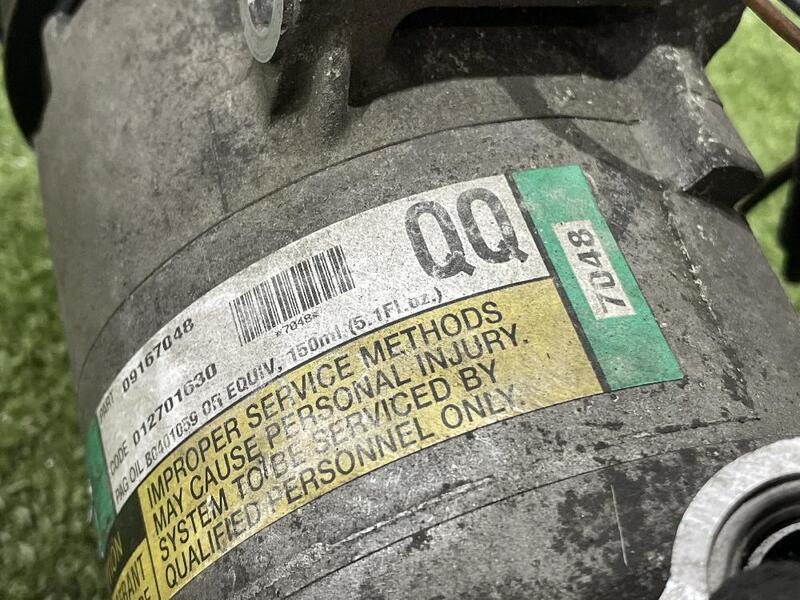 PART. 09167048
*7048*
QQ
7048
CODE 012701630
PAG OIL B0401039 OR EQUIV, 150ml.(5.1Fl.oz.)
IMPROPER SERVICE METHODS
MAY CAUSE PERSONAL INJURY.
SYSTEM TO BE SERVICED BY
QUALIFIED PERSONNEL ONLY.